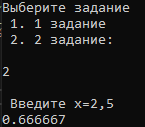 Выберите задание
1. 1 задание
2. 2 задание:
2
Введите x=2,5
0.666667